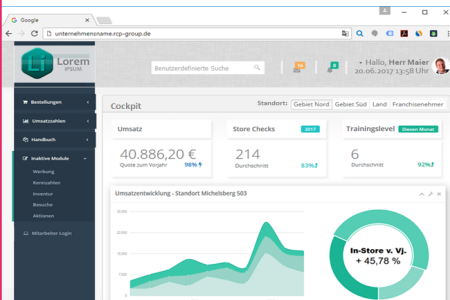 Google
unternehmensname.rcp-group.de
Li Lorem
IPSUM
Benutzerdefinierte Suche
Hallo, Herr Maier
20.06.2017 13:58 Uhr
Bestellungen
Umsatzzahlen
Handbuch
Inaktive Module
Werbung
Kennzahlen
Inventur
Besuche
Aktionen
Mitarbeiter Login
Cockpit
Standort: Gebiet Nord Gebiet Süd Land Franchisenehmer
Umsatz
40.886,20 €
Quote zum Vorjahr 98%
Store Checks 2017
214
Durchschnitt 83%
Trainingslevel Diesen Monat
6
Durchschnitt 92%
Umsatzentwicklung - Standort Michelsberg 503
In-Store v. Vj.
+ 45,78 %